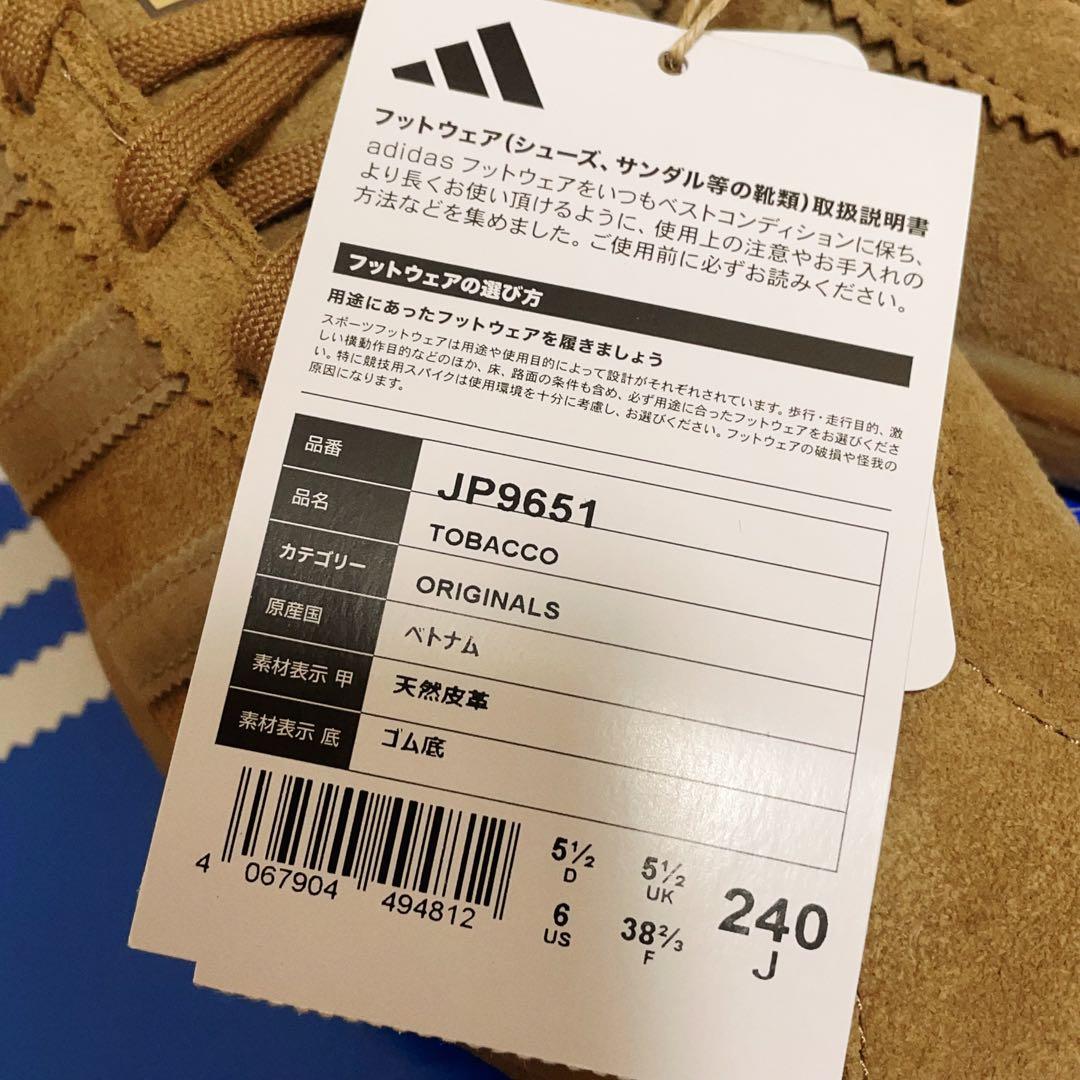 フットウェア(シューズ、サンダル等の靴類)取扱説明書
adidas フットウェアをいつもベストコンディションに保ち、
より長くお使い頂けるように、使用上の注意やお手入れの
方法などを集めました。ご使用前に必ずお読みください。
フットウェアの選び方
用途にあったフットウェアを履きましょう
スポーツフットウェアは用途や使用目的によって設計がそれぞれされています。歩行・走行目的、激
しい横動作目的などのほか、床、路面の条件も含め、必ず用途に合ったフットウェアをお選びくださ
い。特に競技用スパイクは使用環境を十分に考慮し、お選びください。フットウェアの破損や怪我の
原因になります。
品番 JP9651
品名 TOBACCO
カテゴリー ORIGINALS
原産国 ベトナム
素材表示 甲 天然皮革
素材表示 底 ゴム底
4 067904 494812
5½ D 5½ UK
6 US 38⅔ F
240 J